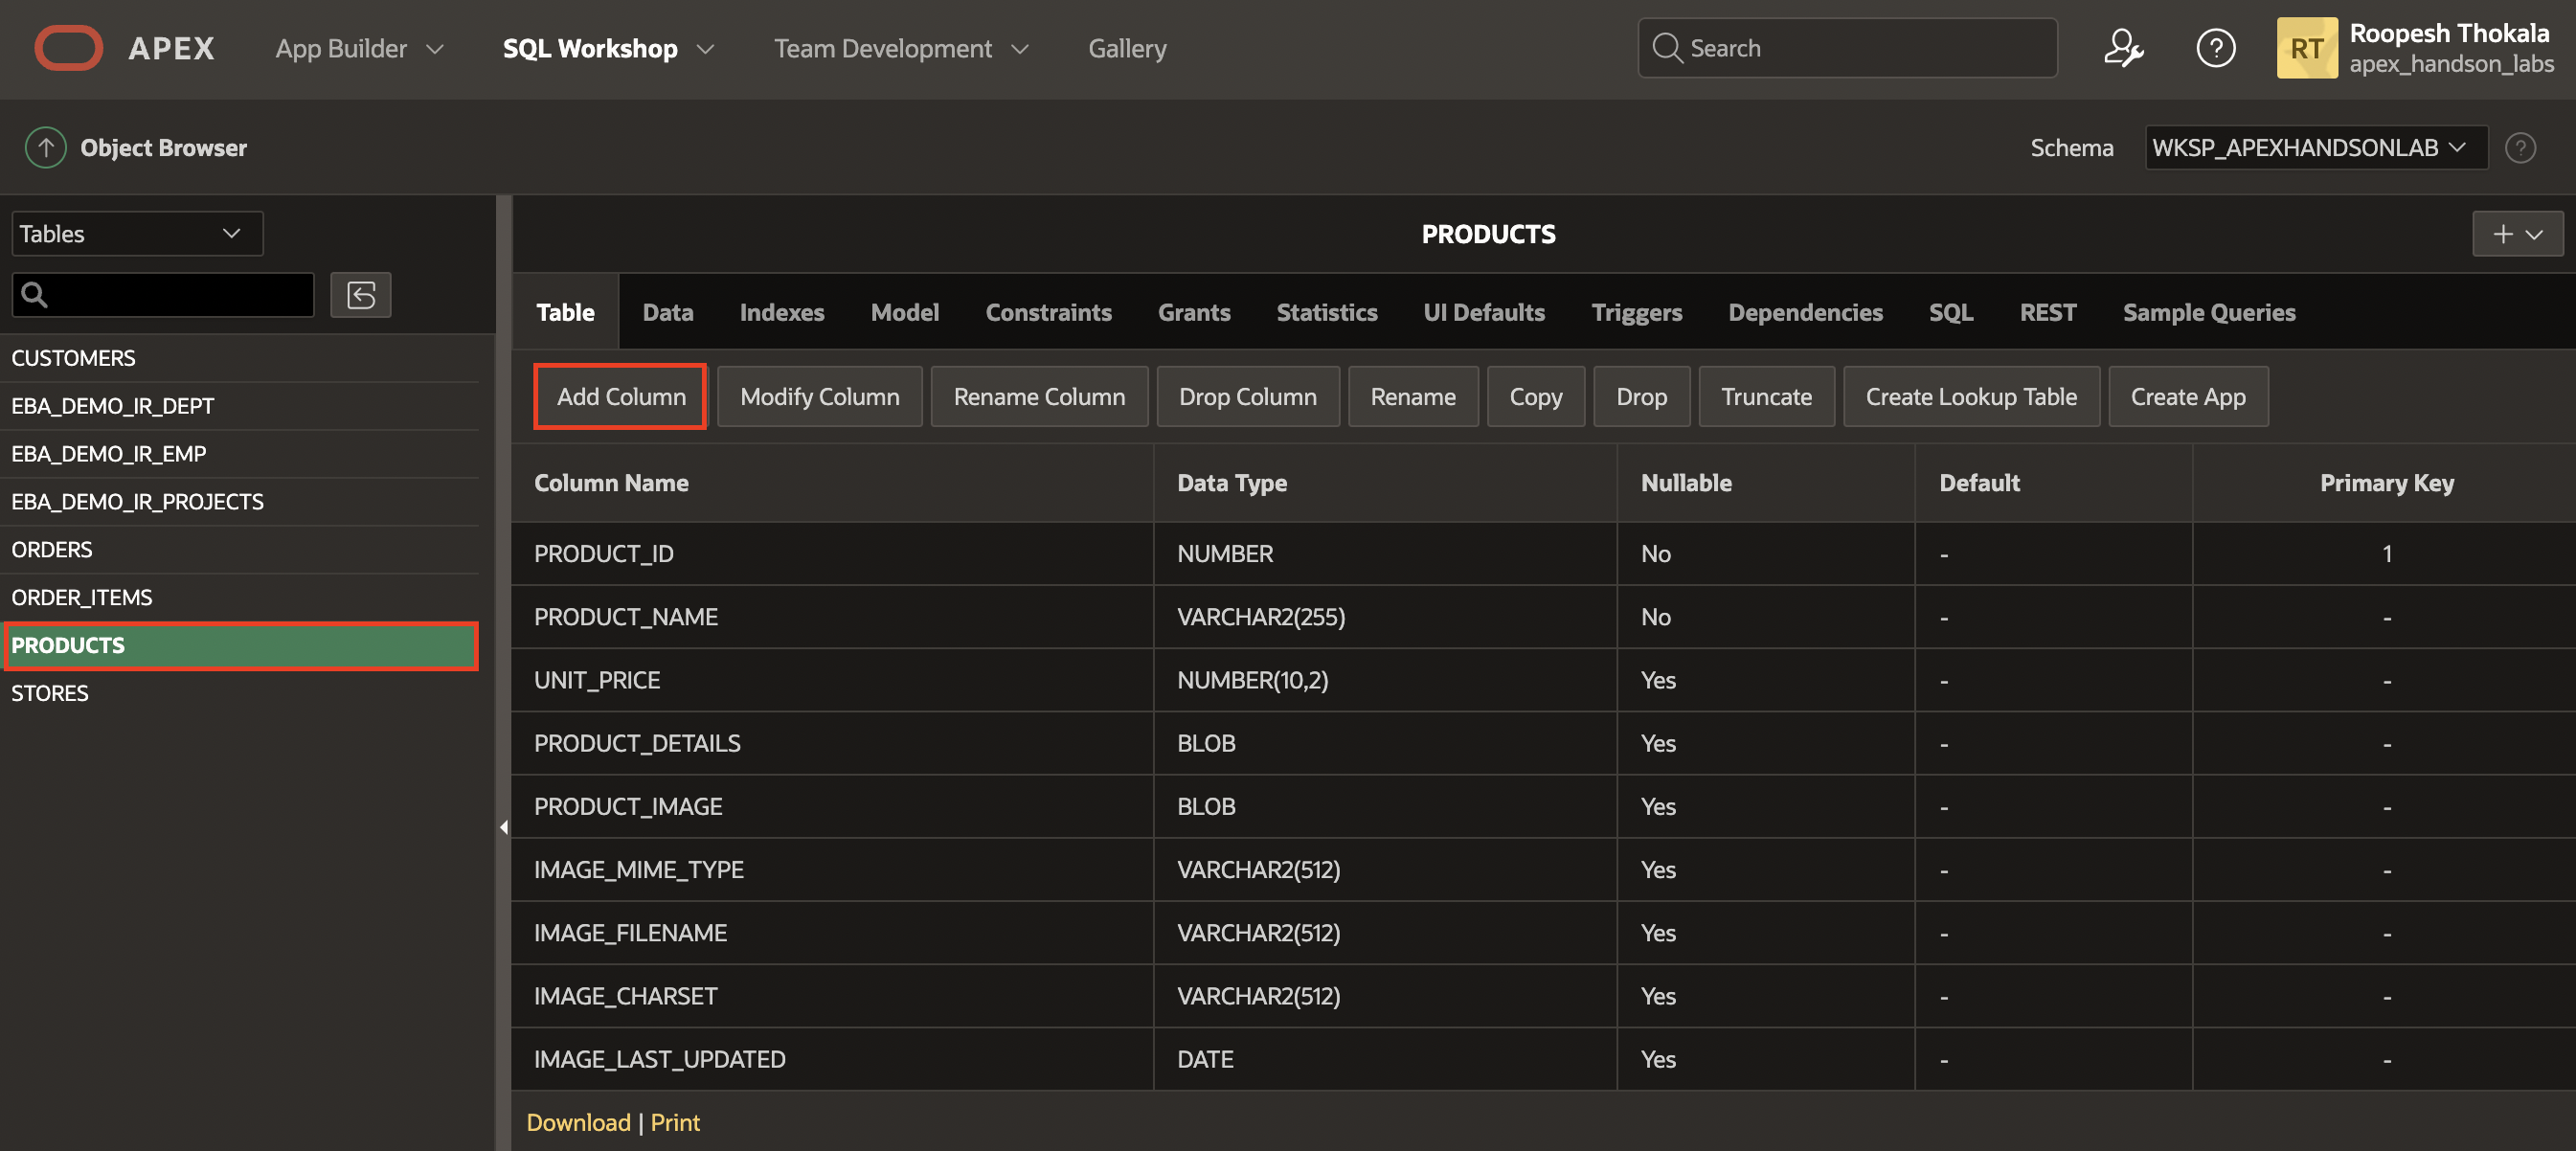 APEX App Builder SQL Workshop Team Development Gallery Search RT Roopesh Thokala
apex_handson_labs
Object Browser Schema WKSP_APEXHANDSONLAB
Tables
PRODUCTS
Table Data Indexes Model Constraints Grants Statistics UI Defaults Triggers Dependencies SQL REST Sample Queries
Add Column Modify Column Rename Column Drop Column Rename Copy Drop Truncate Create Lookup Table Create App
CUSTOMERS
EBA_DEMO_IR_DEPT
EBA_DEMO_IR_EMP
EBA_DEMO_IR_PROJECTS
ORDERS
ORDER_ITEMS
PRODUCTS
STORES
Column Name Data Type Nullable Default Primary Key
PRODUCT_ID NUMBER No - 1
PRODUCT_NAME VARCHAR2(255) No - -
UNIT_PRICE NUMBER(10,2) Yes - -
PRODUCT_DETAILS BLOB Yes - -
PRODUCT_IMAGE BLOB Yes - -
IMAGE_MIME_TYPE VARCHAR2(512) Yes - -
IMAGE_FILENAME VARCHAR2(512) Yes - -
IMAGE_CHARSET VARCHAR2(512) Yes - -
IMAGE_LAST_UPDATED DATE Yes - -
Download | Print